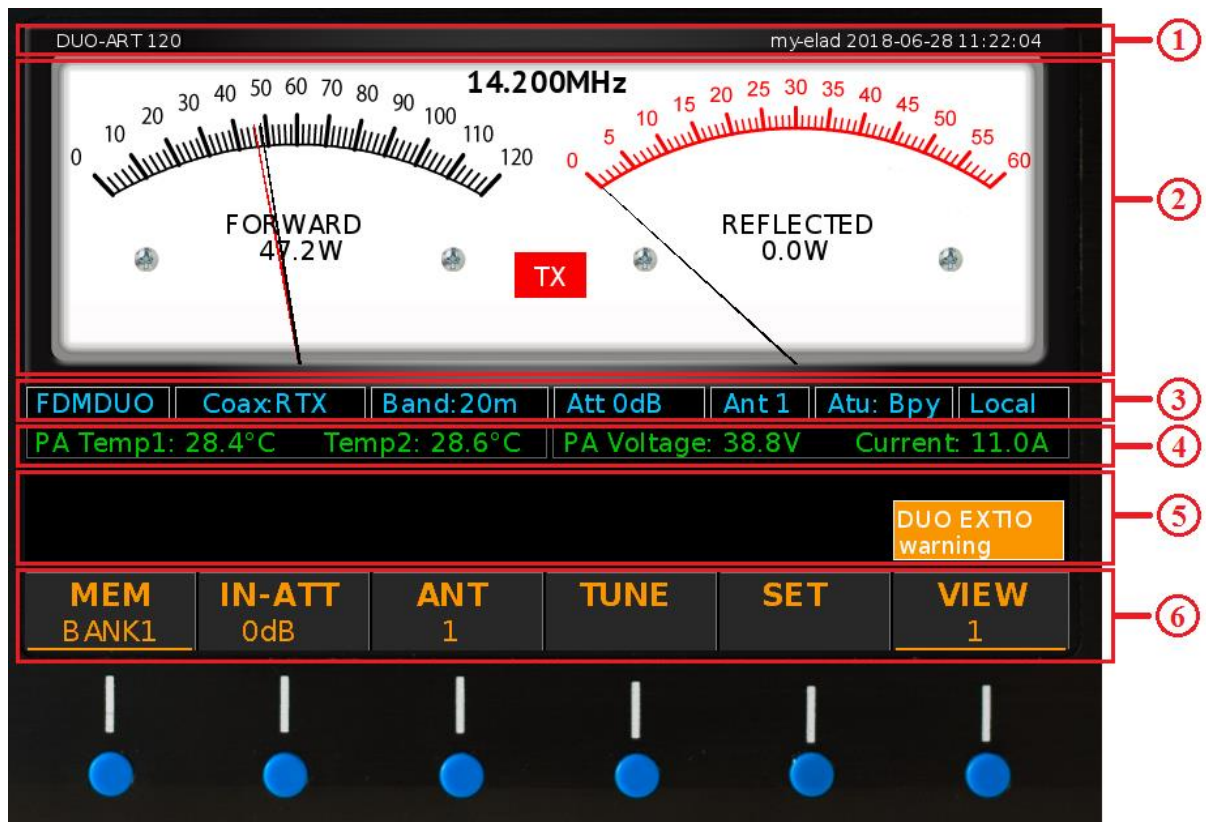 DUO-ART 120 my-elad 2018-06-28 11:22:04
1
14.200MHz
0 10 20 30 40 50 60 70 80 90 100 110 120
0 5 10 15 20 25 30 35 40 45 50 55 60
2
FORWARD REFLECTED
47.2W 0.0W
TX
FDMDUO Coax:RTX Band:20m Att 0dB Ant 1 Atu: Bpy Local
3
PA Temp1: 28.4°C Temp2: 28.6°C PA Voltage: 38.8V Current: 11.0A
4
DUO EXTIO
warning
5
MEM IN-ATT ANT TUNE SET VIEW
BANK1 0dB 1 1
6